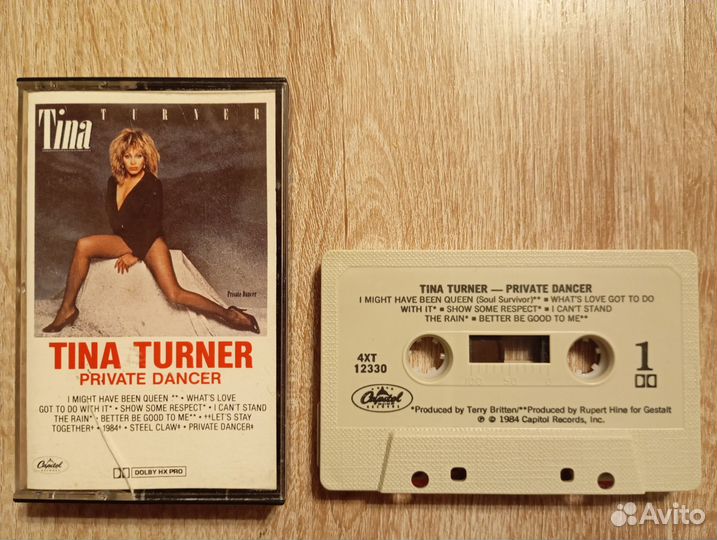 Tina
TURNER
Private Dancer
TINA TURNER
PRIVATE DANCER
I MIGHT HAVE BEEN QUEEN ** • WHAT'S LOVE
GOT TO DO WITH IT* • SHOW SOME RESPECT* • I CAN'T STAND
THE RAIN* • BETTER BE GOOD TO ME** • ++LET'S STAY
TOGETHER‡ • 1984‡ • STEEL CLAW‡ • PRIVATE DANCER‡
Capitol
DOLBY HX PRO
TINA TURNER — PRIVATE DANCER
I MIGHT HAVE BEEN QUEEN (Soul Survivor)** ■ WHAT'S LOVE GOT TO DO
WITH IT* ■ SHOW SOME RESPECT* ■ I CAN'T STAND
THE RAIN* ■ BETTER BE GOOD TO ME**
4XT
12330
1
Capitol
*Produced by Terry Britten/**Produced by Rupert Hine for Gestalt
℗ © 1984 Capitol Records, Inc.
Avito